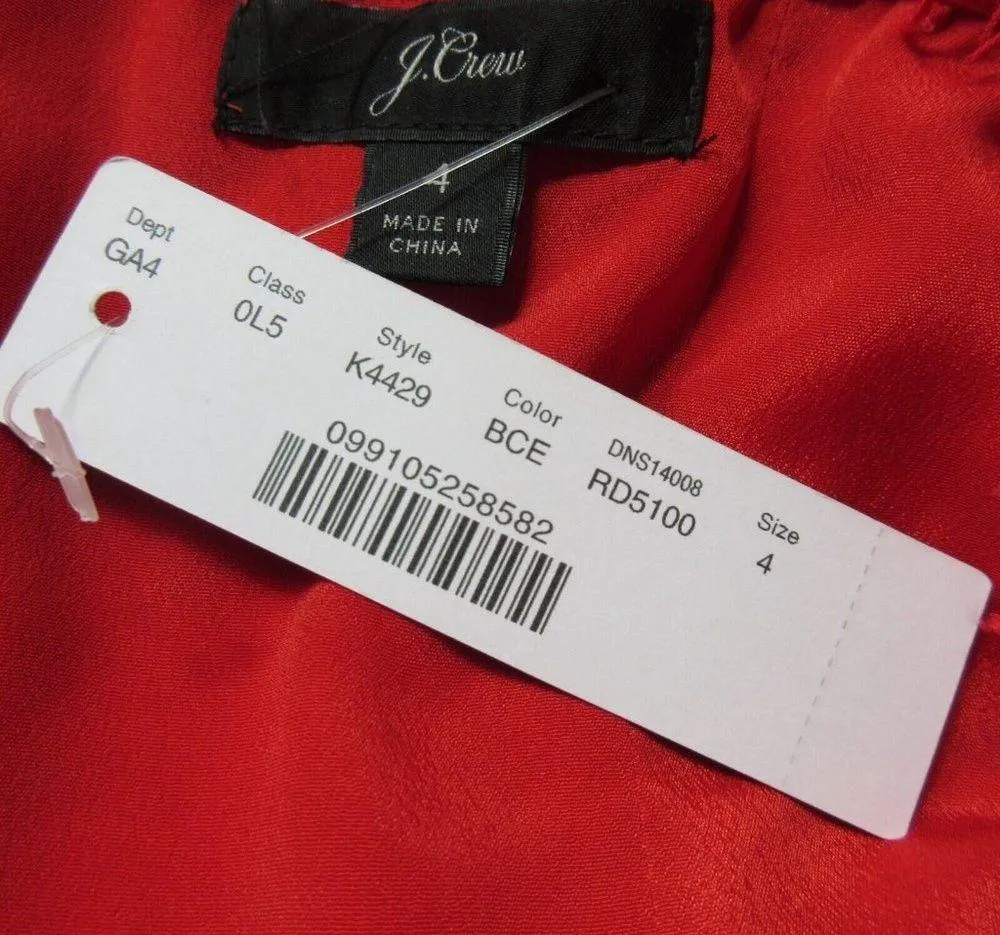 J.Crew
4
MADE IN
CHINA
Dept
GA4
Class
0L5
Style
K4429
Color
BCE
DNS14008
RD5100
Size
4
099105258582